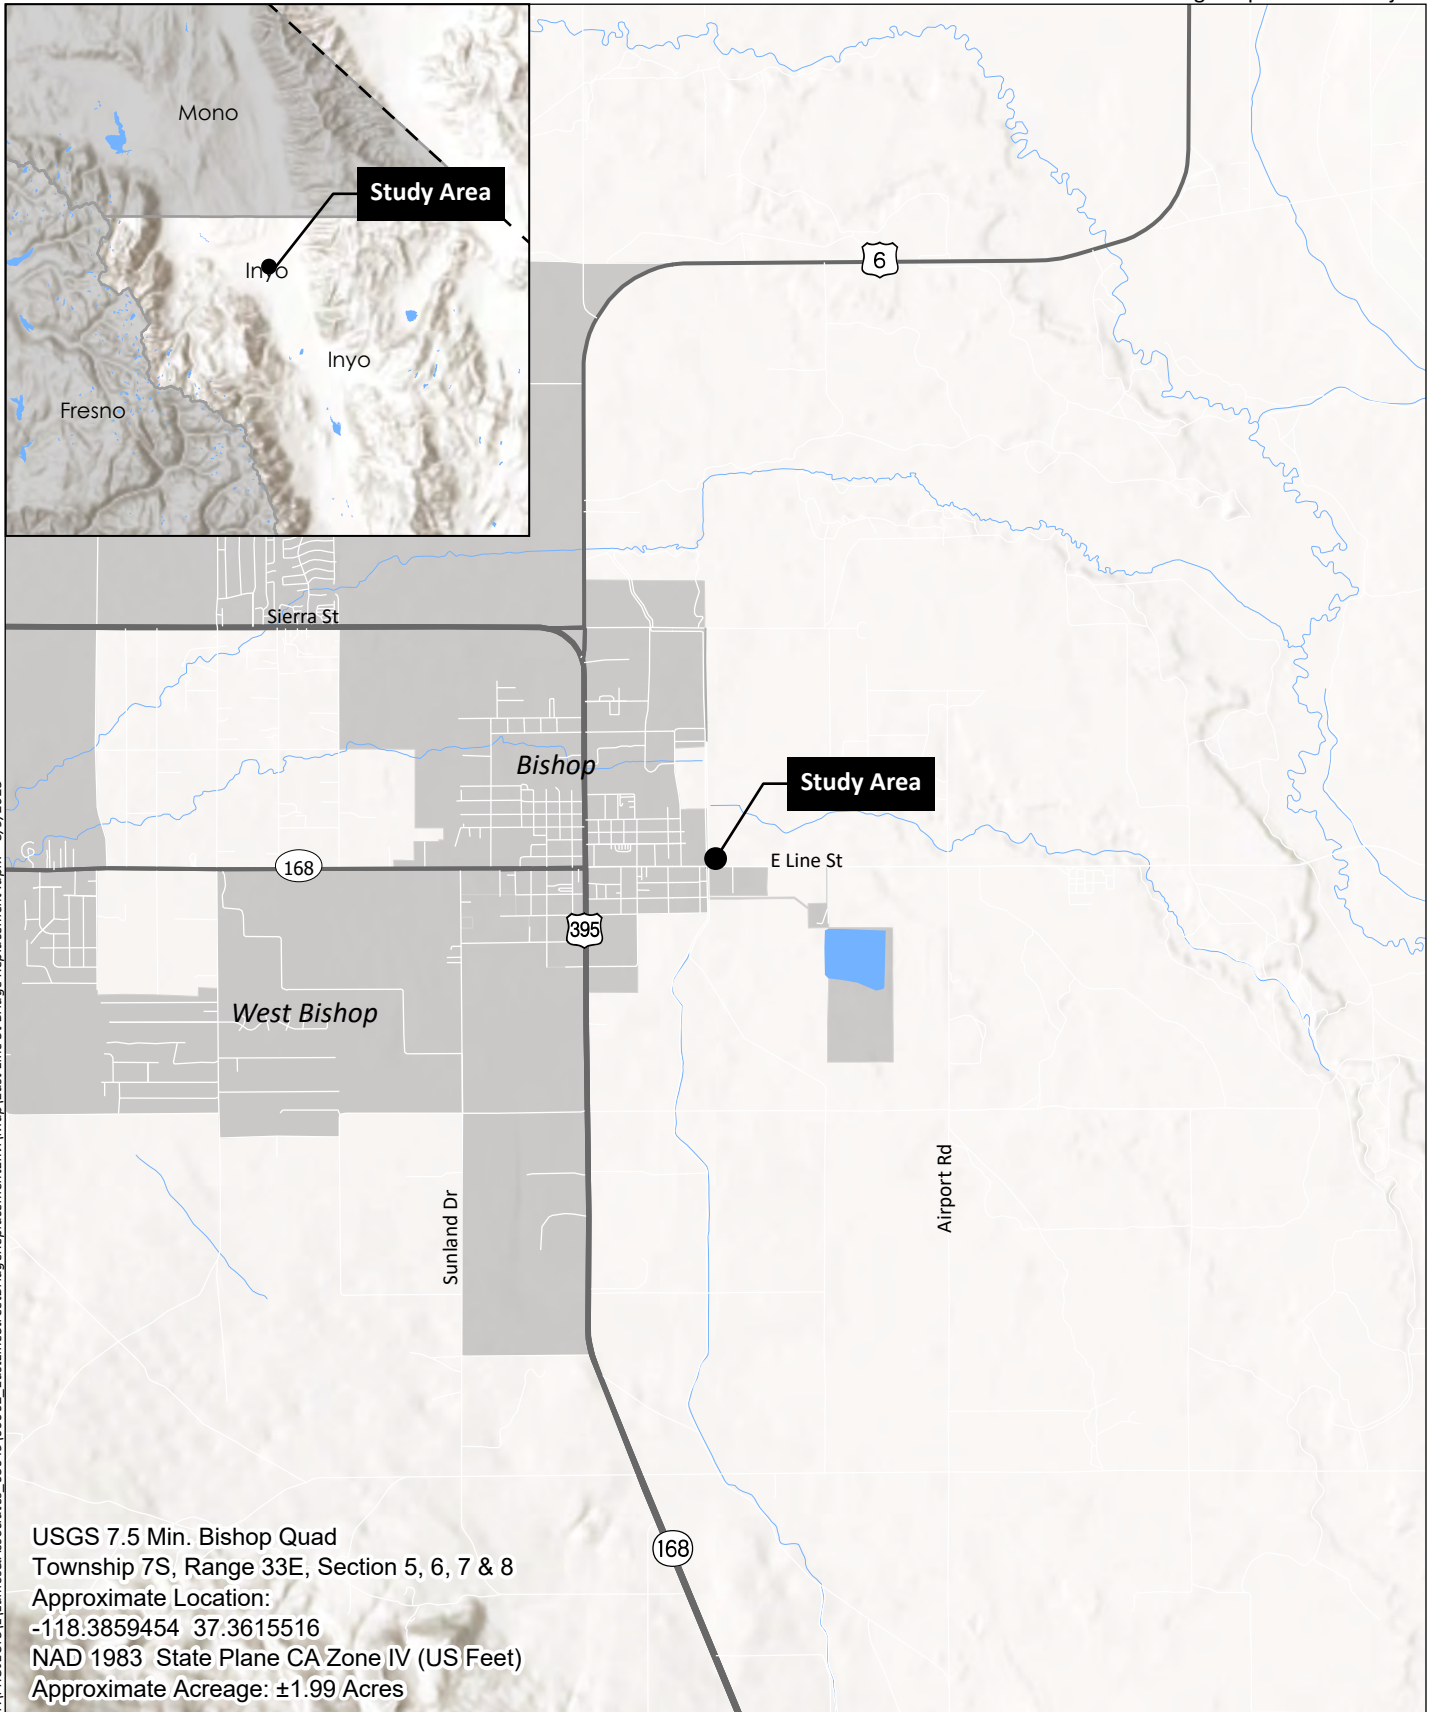 Mono
Study Area
Inyo
Inyo
Fresno
6
Sierra St
Bishop
Study Area
168
E Line St
395
West Bishop
Sunland Dr
Airport Rd
168
USGS 7.5 Min. Bishop Quad
Township 7S, Range 33E, Section 5, 6, 7 & 8
Approximate Location:
-118.3859454 37.3615516
NAD 1983 State Plane CA Zone IV (US Feet)
Approximate Acreage: ±1.99 Acres